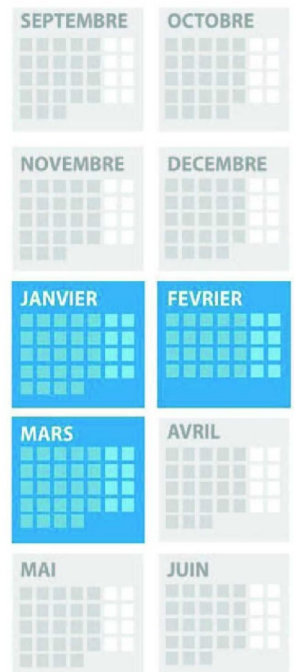 SEPTEMBRE
OCTOBRE
NOVEMBRE
DECEMBRE
JANVIER
FEVRIER
MARS
AVRIL
MAI
JUIN